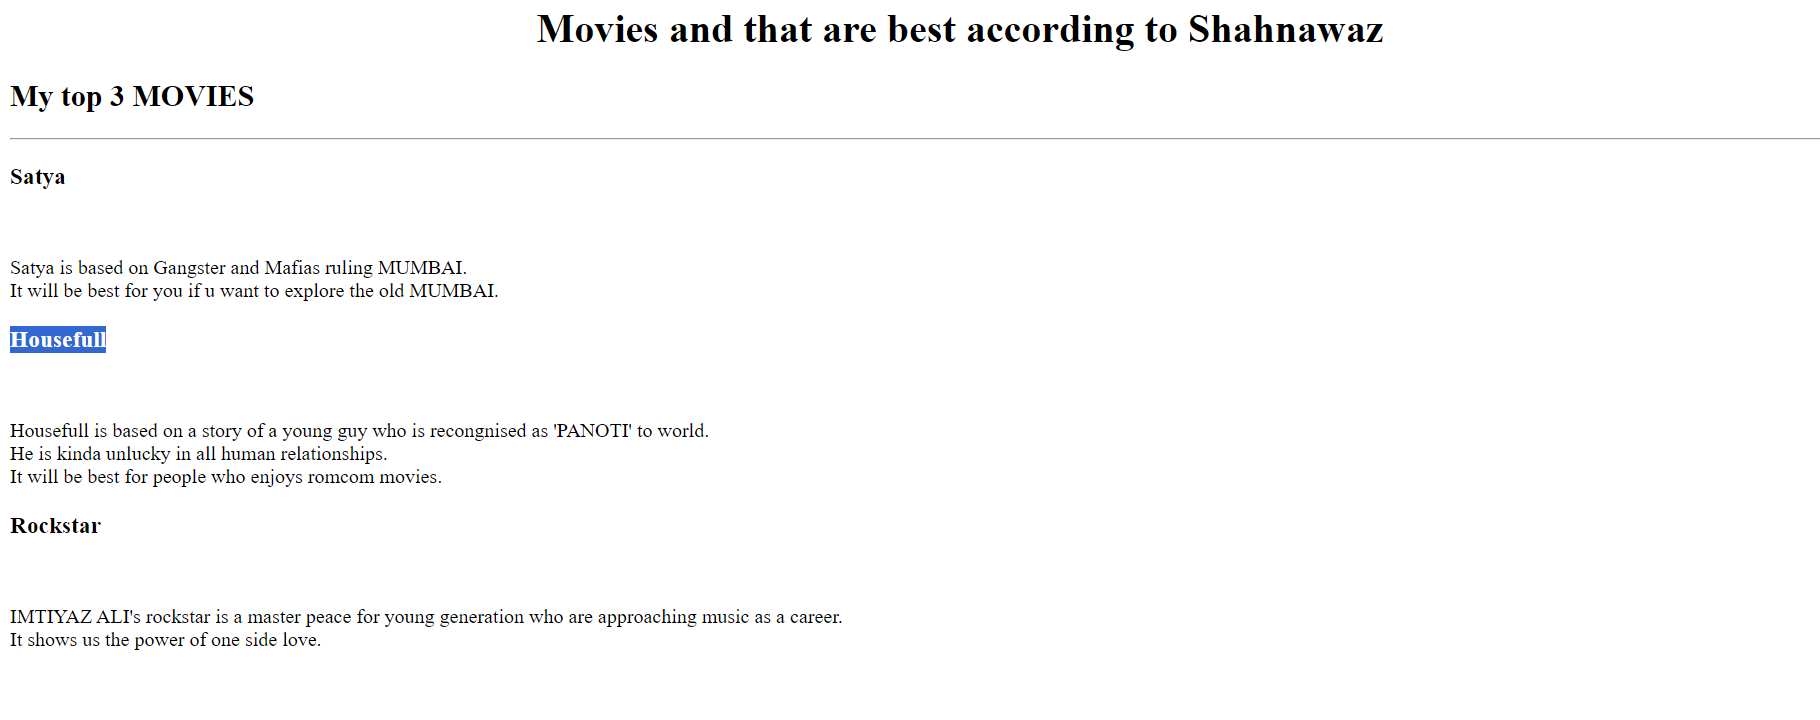 Movies and that are best according to Shahnawaz
My top 3 MOVIES
Satya
Satya is based on Gangster and Mafias ruling MUMBAI.
It will be best for you if u want to explore the old MUMBAI.
Housefull
Housefull is based on a story of a young guy who is recongnised as 'PANOTI' to world.
He is kinda unlucky in all human relationships.
It will be best for people who enjoys romcom movies.
Rockstar
IMTIYAZ ALI's rockstar is a master peace for young generation who are approaching music as a career.
It shows us the power of one side love.